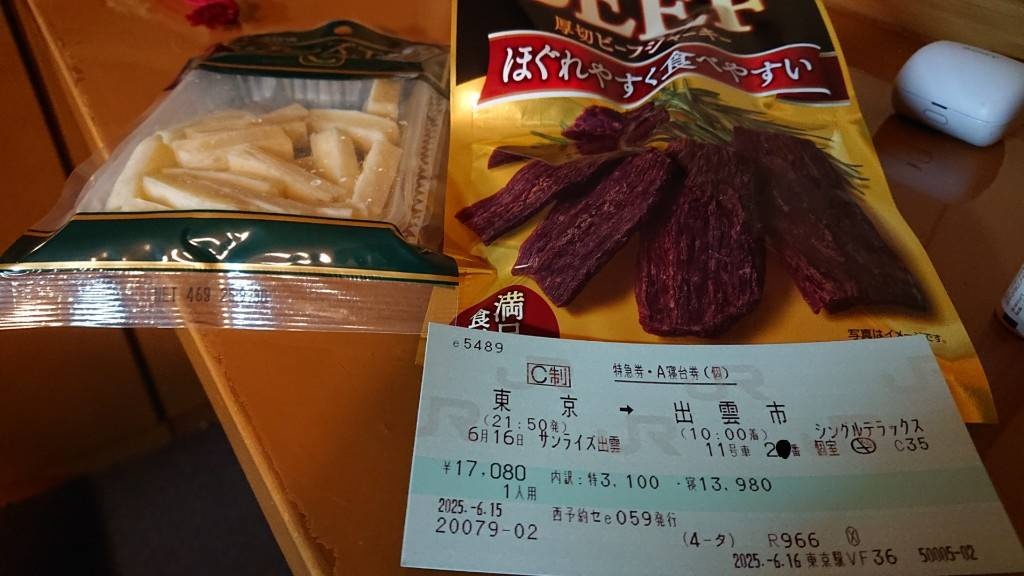 BEEF
厚切ビーフジャーキー
ほぐれやすく食べやすい
写真はイメージです。
NET 46g
e5489
C制
特急券・A寝台券(個)
東京 → 出雲市
(21:50発) (10:00着) シングルデラックス
6月16日 サンライズ出雲 11号車 2 番 個室 C35
¥17,080 内訳:特3,100・寝13,980
1人用
2025.-6.15 西予約セe059発行
20079-02 (4-タ) R966
2025.-6.16 東京駅VF36 50005-02